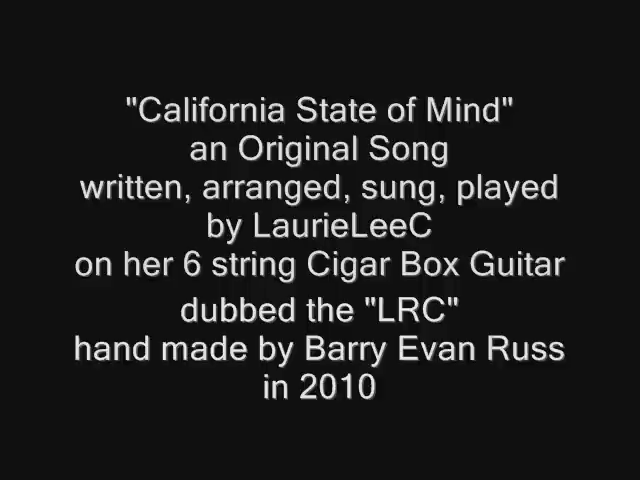 "California State of Mind"
an Original Song
written, arranged, sung, played
by LaurieLeeC
on her 6 string Cigar Box Guitar
dubbed the "LRC"
hand made by Barry Evan Russ
in 2010